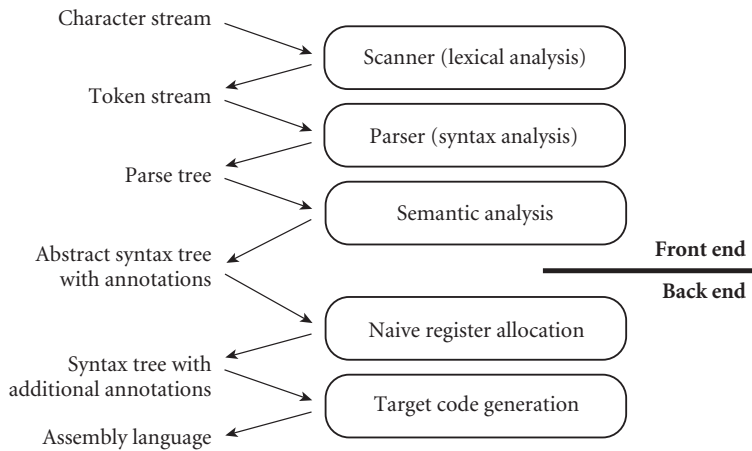 Character stream
Scanner (lexical analysis)
Token stream
Parser (syntax analysis)
Parse tree
Semantic analysis
Abstract syntax tree
with annotations
Front end
Back end
Naive register allocation
Syntax tree with
additional annotations
Target code generation
Assembly language